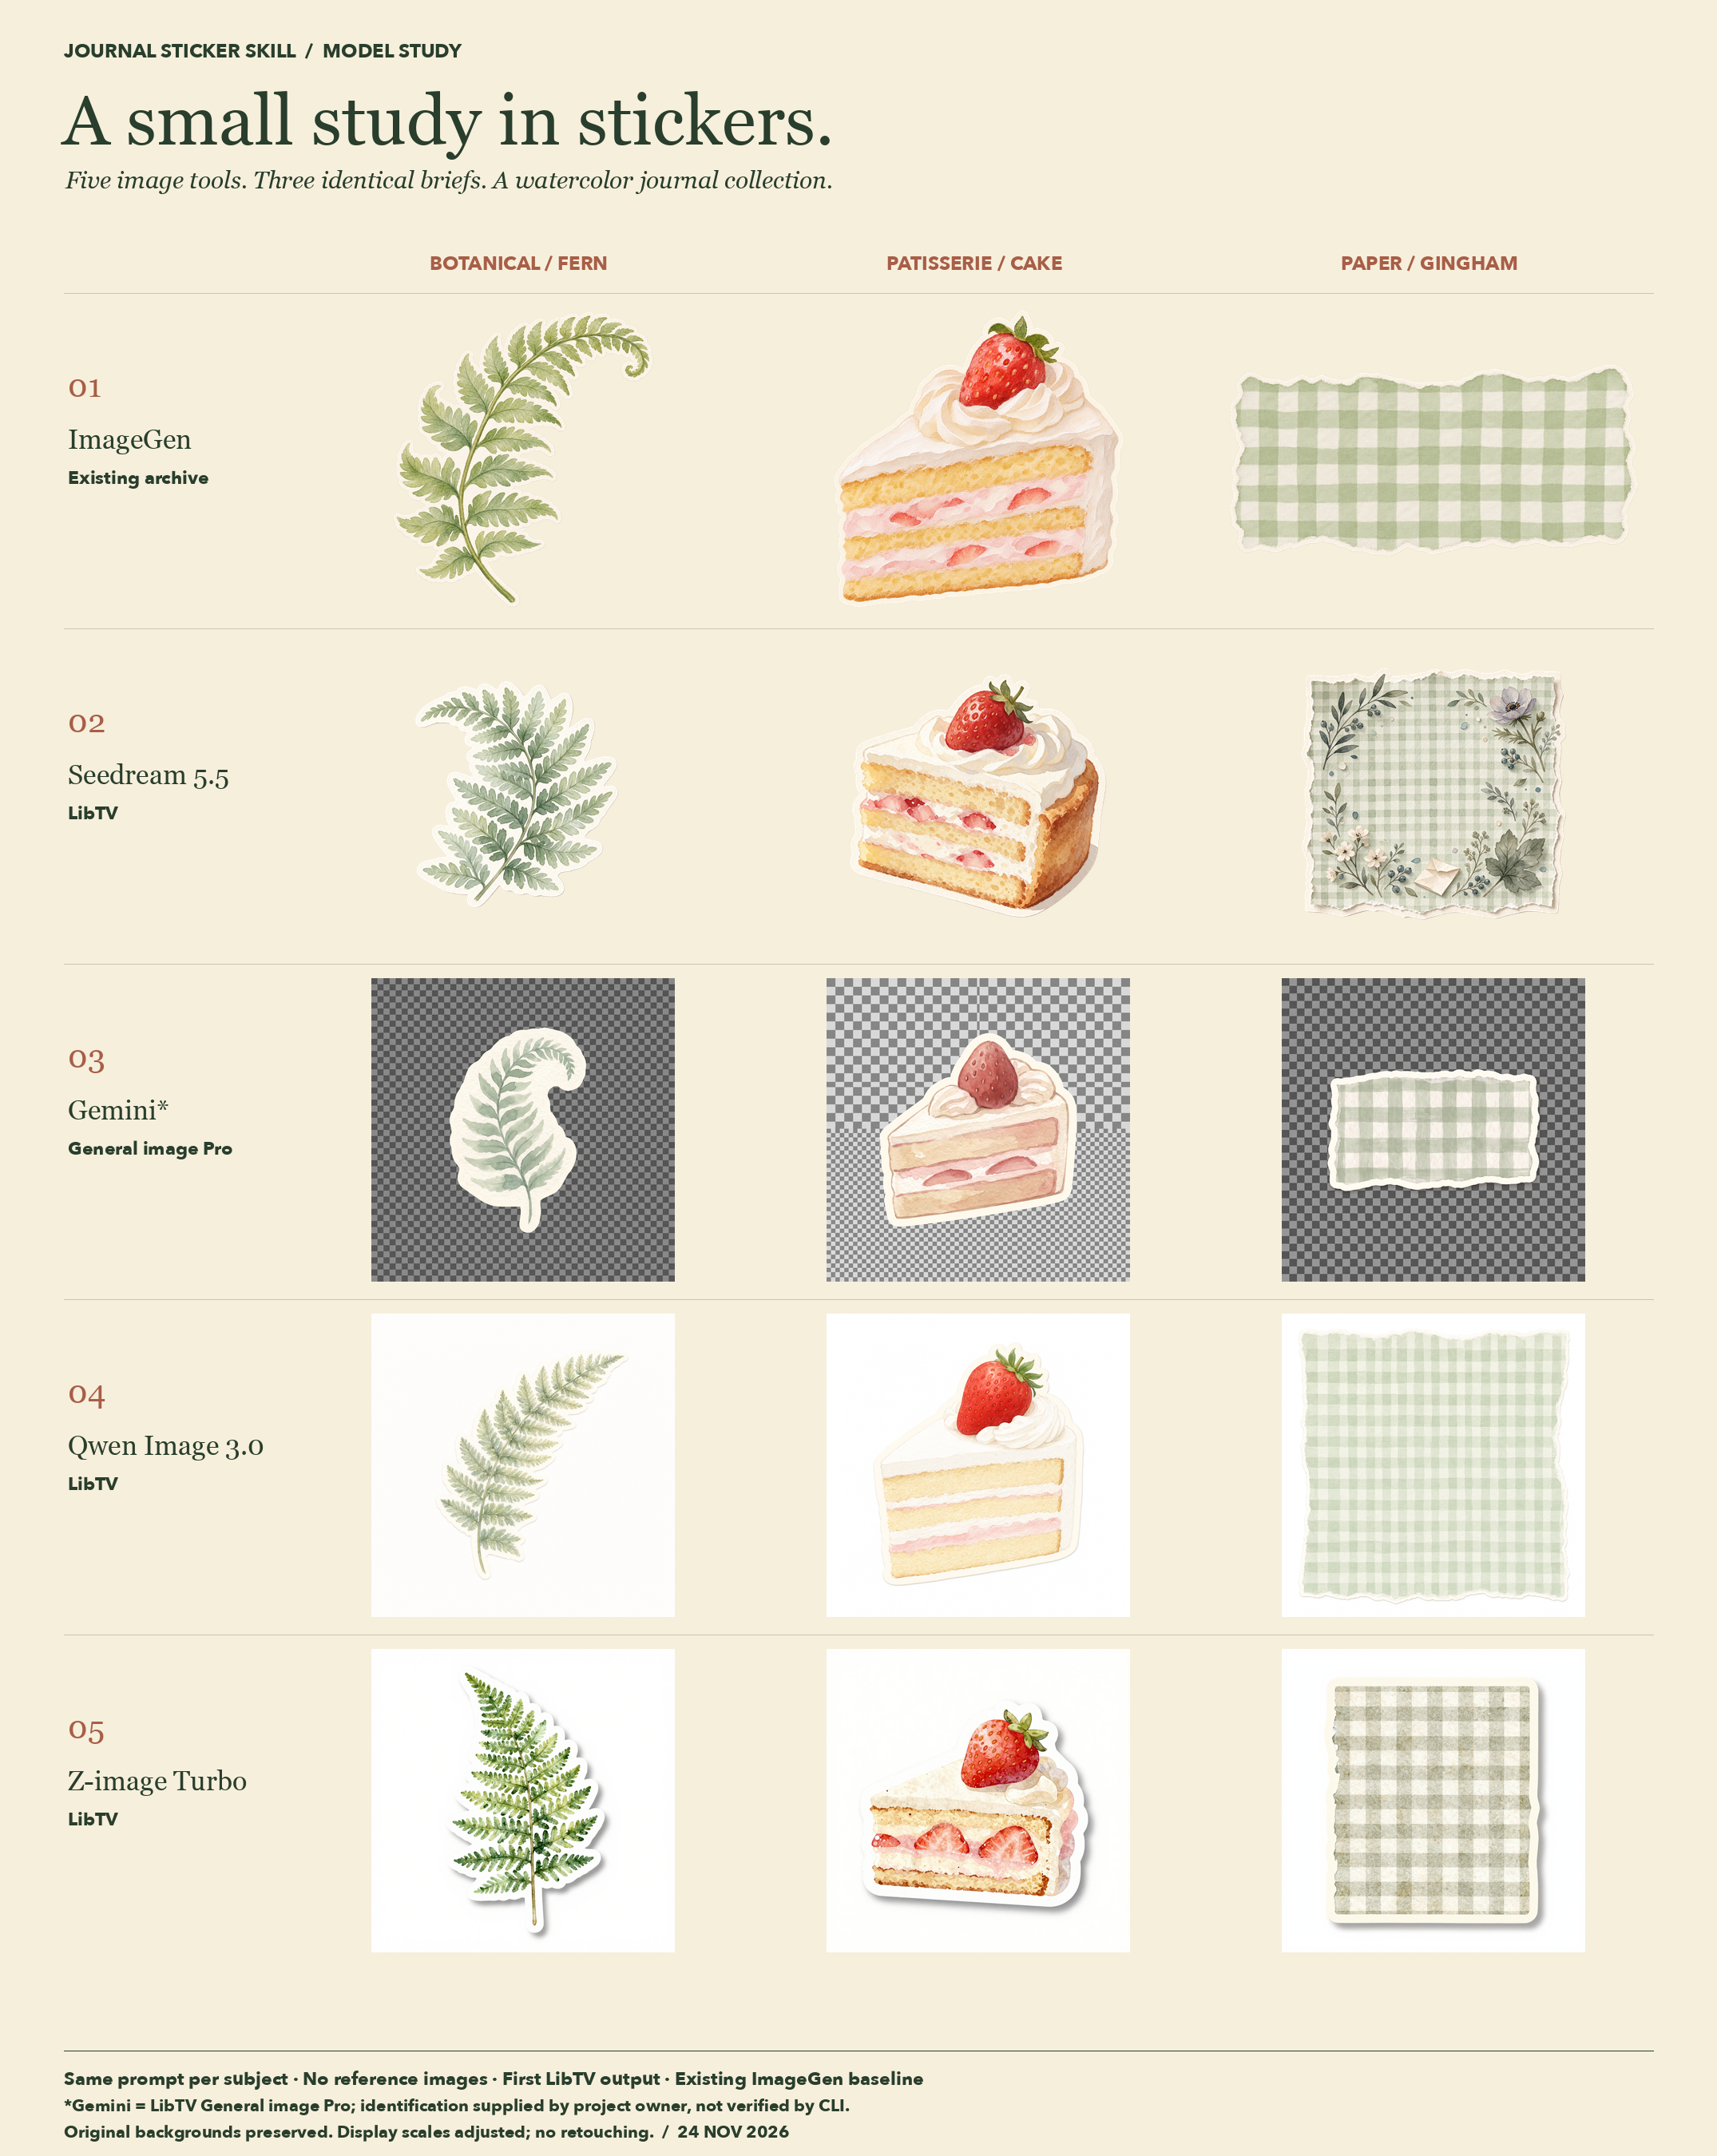 JOURNAL STICKER SKILL / MODEL STUDY
A small study in stickers.
Five image tools. Three identical briefs. A watercolor journal collection.
BOTANICAL / FERN
PATISSERIE / CAKE
PAPER / GINGHAM
01
ImageGen
Existing archive
02
Seedream 5.5
LibTV
03
Gemini*
General image Pro
04
Qwen Image 3.0
LibTV
05
Z-image Turbo
LibTV
Same prompt per subject · No reference images · First LibTV output · Existing ImageGen baseline
*Gemini = LibTV General image Pro; identification supplied by project owner, not verified by CLI.
Original backgrounds preserved. Display scales adjusted; no retouching. / 24 NOV 2026